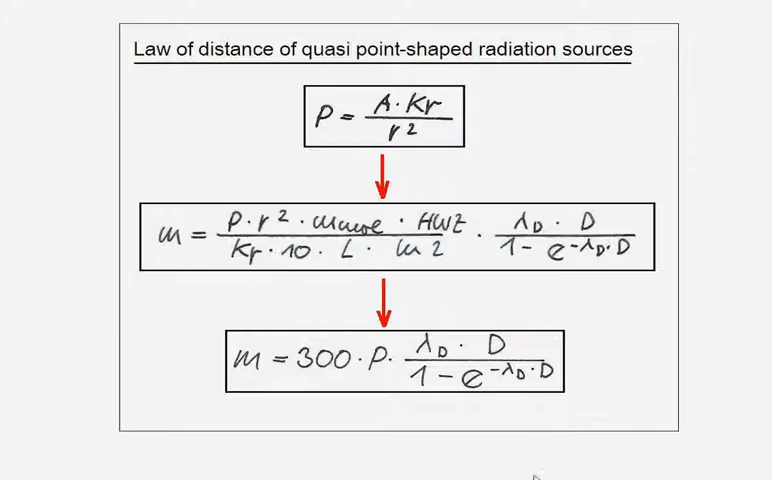 Law of distance of quasi point-shaped radiation sources
P = A · Kr / r²
m = P · r² · mmoe · HWZ / Kr · 10 · L · ln 2 · λD · D / 1 - e^-λD · D
m = 300 · P · λD · D / 1 - e^-λD · D